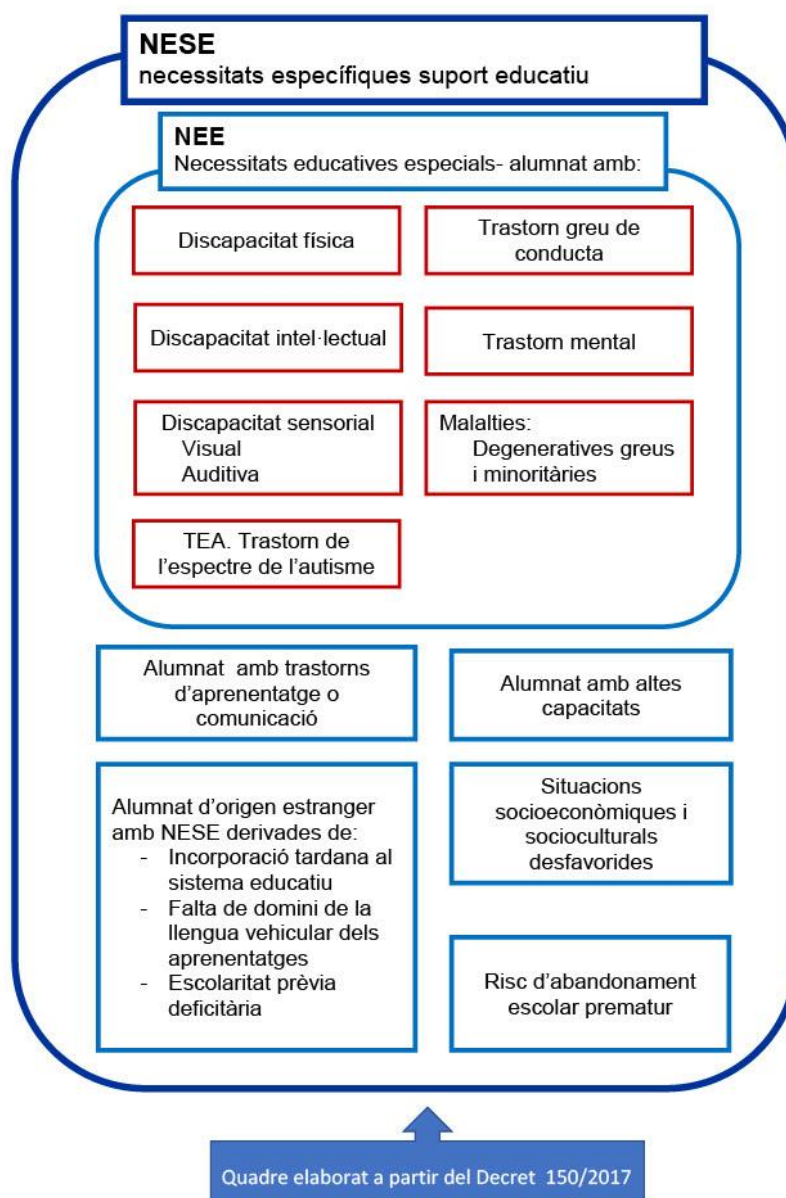 NESE
necessitats específiques suport educatiu
NEE
Necessitats educatives especials- alumnat amb:
Discapacitat física
Trastorn greu de
conducta
Discapacitat intel·lectual
Trastorn mental
Discapacitat sensorial
Visual
Auditiva
Malalties:
Degeneratives greus
i minoritàries
TEA. Trastorn de
l’espectre de l’autisme
Alumnat amb trastorns
d’aprenentatge o
comunicació
Alumnat amb altes
capacitats
Alumnat d’origen estranger
amb NESE derivades de:
- Incorporació tardana al
sistema educatiu
- Falta de domini de la
llengua vehicular dels
aprenentatges
- Escolaritat prèvia
deficitària
Situacions
socioeconòmiques i
socioculturals
desfavorides
Risc d’abandonament
escolar prematur
Quadre elaborat a partir del Decret 150/2017